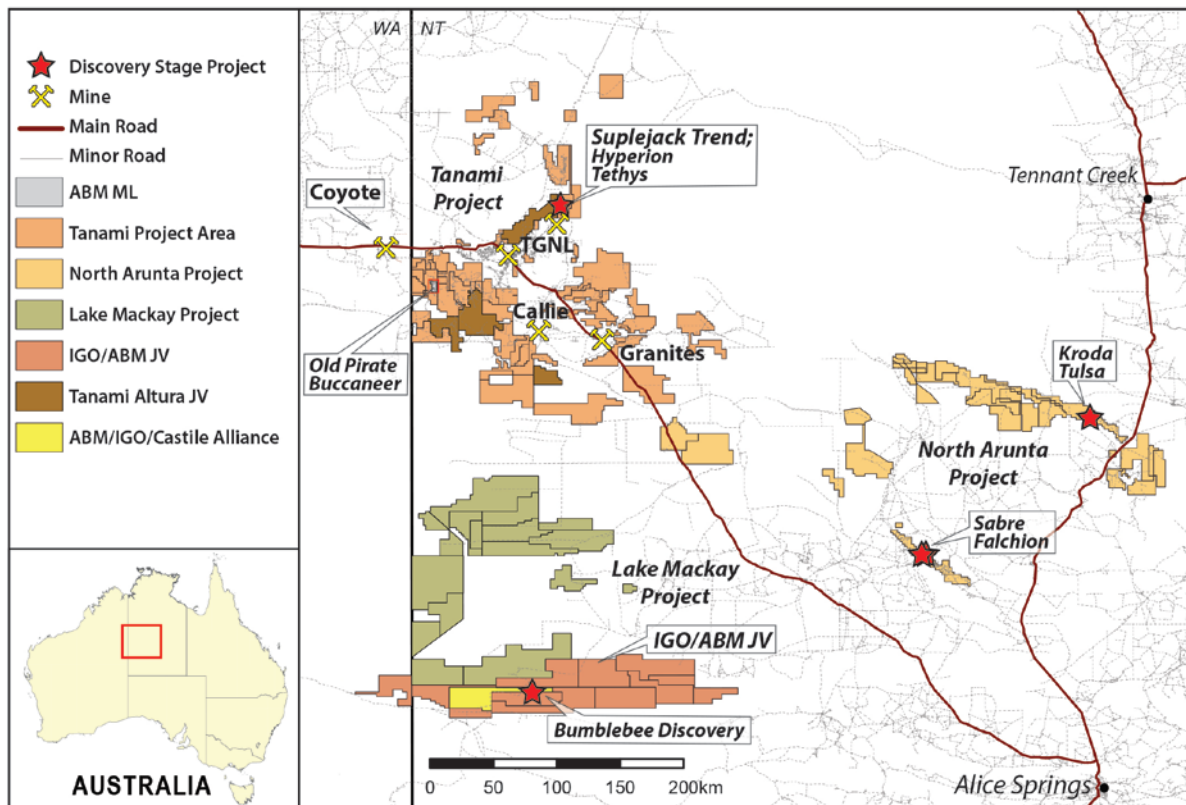 Discovery Stage Project
Mine
Main Road
Minor Road
ABM ML
Tanami Project Area
North Arunta Project
Lake Mackay Project
IGO/ABM JV
Tanami Altura JV
ABM/IGO/Castile Alliance
AUSTRALIA
WA
NT
Suplejack Trend;
Hyperion
Tethys
Tanami
Project
Coyote
TGNL
Tennant Creek
Callie
Granites
Old Pirate
Buccaneer
Kroda
Tulsa
North Arunta
Project
Sabre
Falchion
Lake Mackay
Project
IGO/ABM JV
Bumblebee Discovery
0 50 100 150 200km
Alice Springs